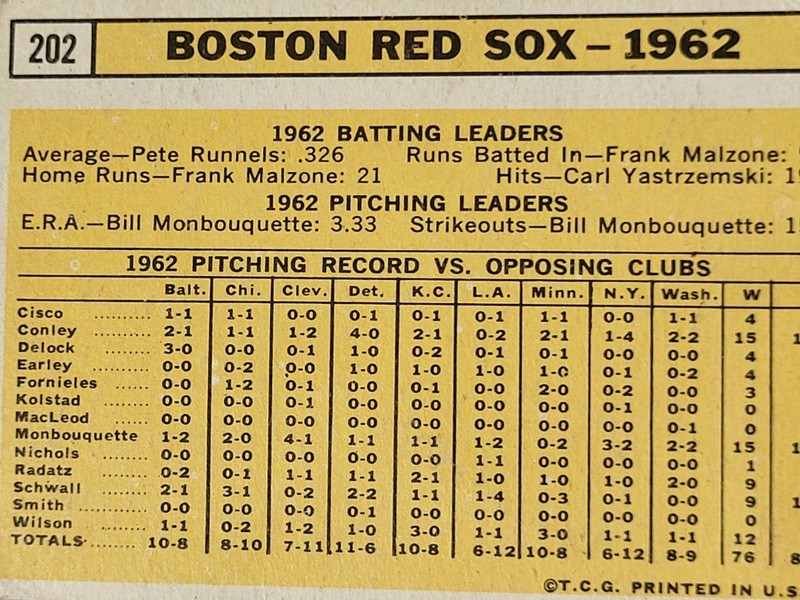 202 BOSTON RED SOX – 1962
1962 BATTING LEADERS
Average—Pete Runnels: .326 Runs Batted In—Frank Malzone:
Home Runs—Frank Malzone: 21 Hits—Carl Yastrzemski: 1
1962 PITCHING LEADERS
E.R.A.—Bill Monbouquette: 3.33 Strikeouts—Bill Monbouquette: 1
1962 PITCHING RECORD VS. OPPOSING CLUBS
Balt. Chi. Clev. Det. K.C. L.A. Minn. N.Y. Wash. W
Cisco .......... 1-1 1-1 0-0 0-1 0-1 0-1 1-1 0-0 1-1 4
Conley .......... 2-1 1-1 1-2 4-0 2-1 0-2 2-1 1-4 2-2 15 1
Delock .......... 3-0 0-0 0-1 1-0 0-2 0-1 0-1 0-0 0-0 4
Earley .......... 0-0 0-2 0-0 1-0 1-0 1-0 1-0 0-1 0-2 4
Fornieles ...... 0-0 1-2 0-1 0-0 0-1 0-0 2-0 0-2 0-0 3
Kolstad ........ 0-0 0-0 0-1 0-0 0-0 0-0 0-0 0-1 0-0 0
MacLeod ...... 0-0 0-0 0-0 0-0 0-0 0-0 0-0 0-1 0-0 0
Monbouquette 1-2 2-0 4-1 1-1 1-1 1-2 0-2 3-2 2-2 15 1
Nichols ........ 0-0 0-0 0-0 0-0 0-0 1-1 0-0 0-0 0-0 1
Radatz ......... 0-2 0-1 1-1 1-1 2-1 1-0 1-0 1-0 2-0 9
Schwall ........ 2-1 3-1 0-2 2-2 1-1 1-4 0-3 0-1 0-0 9 1
Smith .......... 0-0 0-0 0-0 0-1 0-0 0-0 0-0 0-0 0-0 0
Wilson ......... 1-1 0-2 1-2 1-0 3-0 1-1 3-0 1-1 1-1 12
TOTALS ........ 10-8 8-10 7-11 11-6 10-8 6-12 10-8 6-12 8-9 76 8
©T.C.G. PRINTED IN U.S